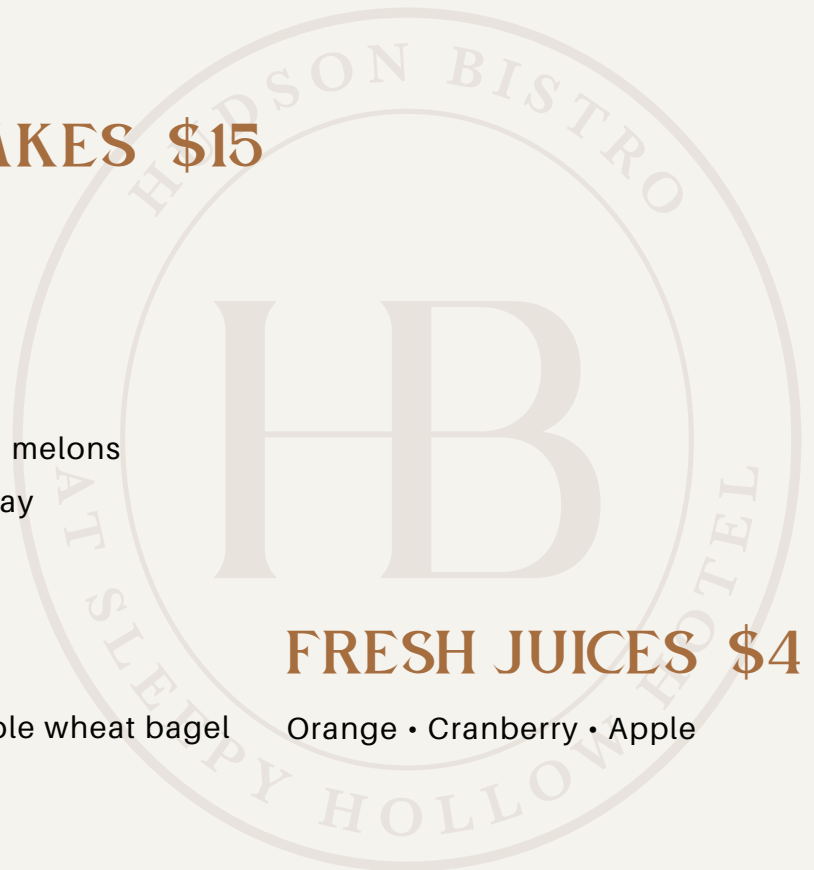 HUDSON BISTRO
AKES $15
HB
melons
ay
AT SLEEPY HOLLOW HOTEL
FRESH JUICES $4
ole wheat bagel
Orange • Cranberry • Apple